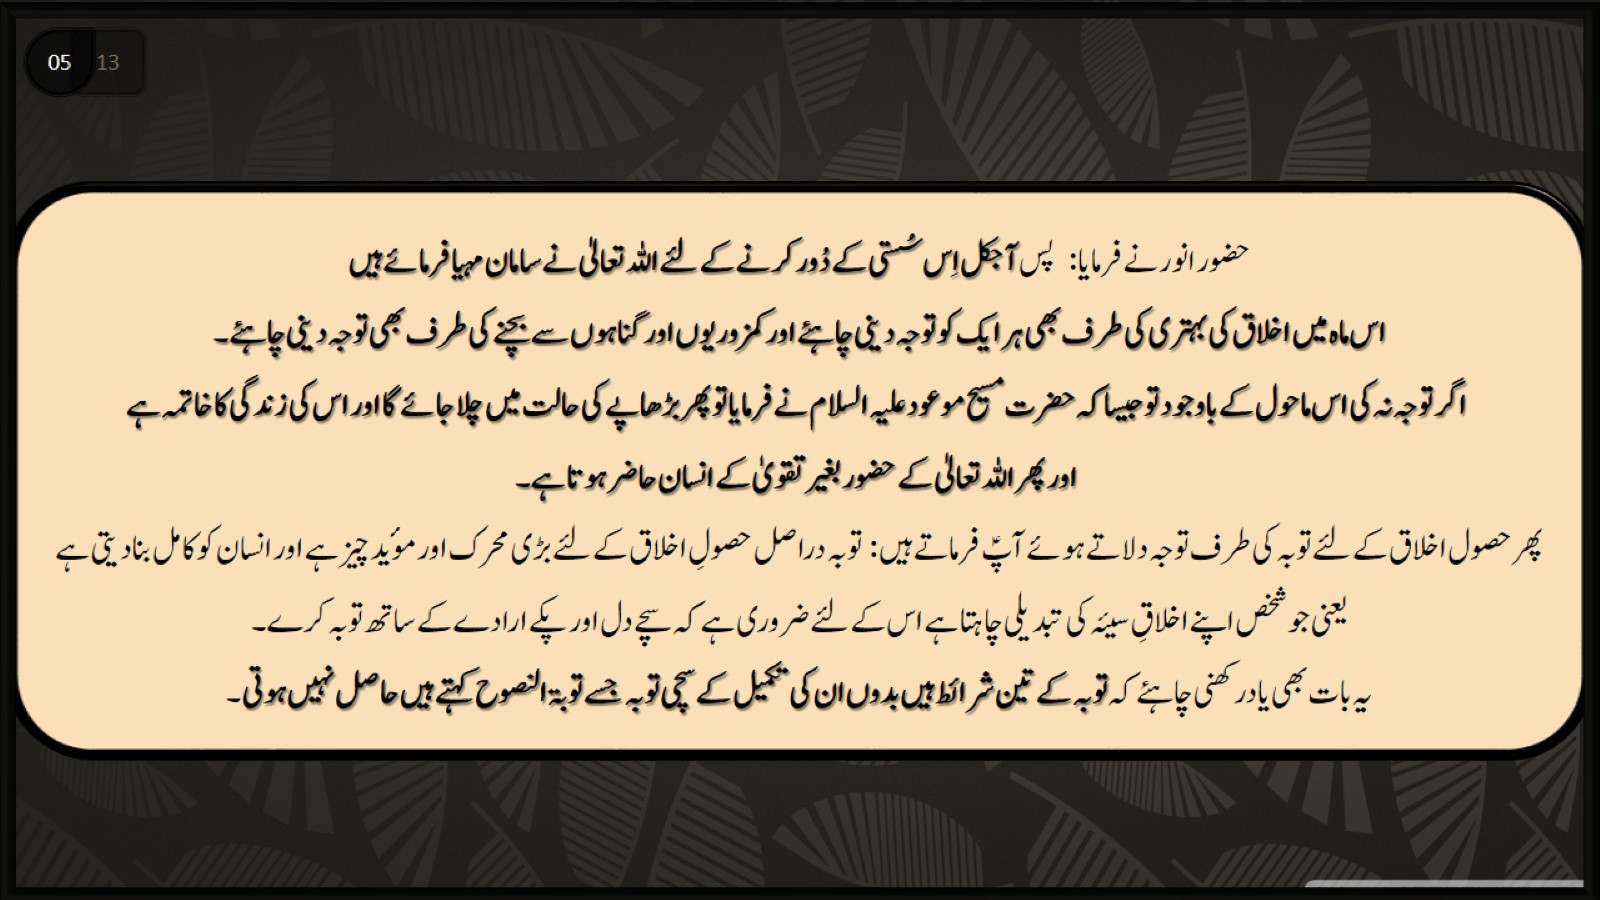 05 13
حضور انور نے فرمایا: پس آجکل اِس سُستی کے دُور کرنے کے لئے اللہ تعالیٰ نے سامان مہیا فرمائے ہیں
اس ماہ میں اخلاق کی بہتری کی طرف بھی ہر ایک کو توجہ دینی چاہئے اور کمزوریوں اور گناہوں سے بچنے کی طرف بھی توجہ دینی چاہئے۔
اگر توجہ نہ کی اس ماحول کے باوجود تو جیسا کہ حضرت مسیح موعود علیہ السلام نے فرمایا تو پھر بڑھاپے کی حالت میں چلا جائے گا اور اس کی زندگی کا خاتمہ ہے
اور پھر اللہ تعالیٰ کے حضور بغیر تقویٰ کے انسان حاضر ہوتا ہے۔
پھر حصول اخلاق کے لئے توبہ کی طرف توجہ دلاتے ہوئے آپؑ فرماتے ہیں: توبہ دراصل حصولِ اخلاق کے لئے بڑی محرک اور مؤید چیز ہے اور انسان کو کامل بنا دیتی ہے
یعنی جو شخص اپنے اخلاقِ سیئہ کی تبدیلی چاہتا ہے اس کے لئے ضروری ہے کہ سچے دل اور پکے ارادے کے ساتھ توبہ کرے۔
یہ بات بھی یاد رکھنی چاہئے کہ توبہ کے تین شرائط ہیں بدوں ان کی تکمیل کے سچی توبہ جسے توبۃ النصوح کہتے ہیں حاصل نہیں ہوتی۔